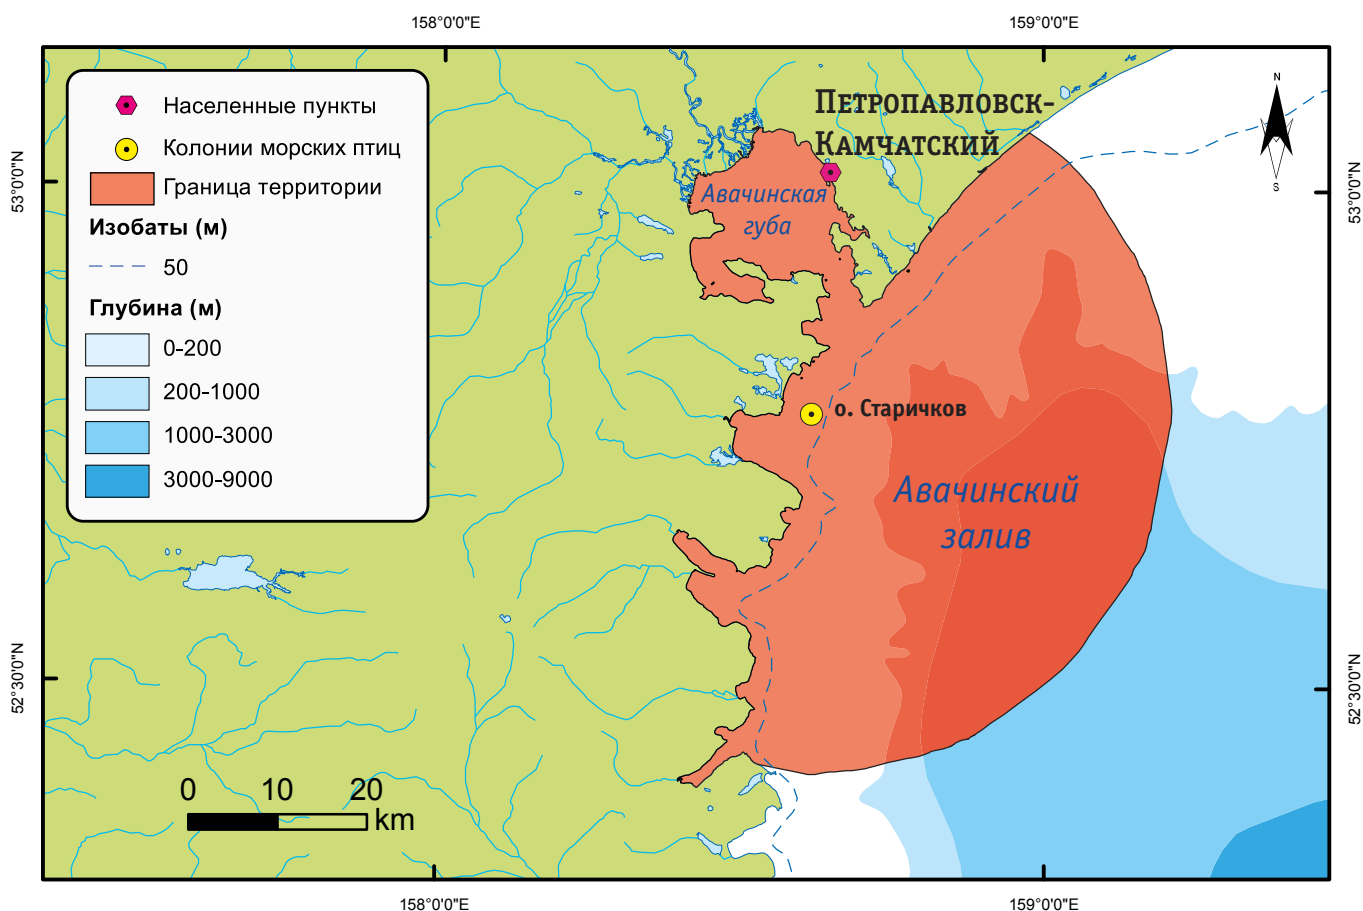 158°0'0"E
159°0'0"E
N
S
53°0'0"N
53°0'0"N
Населенные пункты
Колонии морских птиц
Граница территории
Изобаты (м)
50
Глубина (м)
0-200
200-1000
1000-3000
3000-9000
Петропавловск-
Камчатский
Авачинская
губа
о. Старичков
Авачинский
залив
52°30'0"N
52°30'0"N
0 10 20
km
158°0'0"E
159°0'0"E